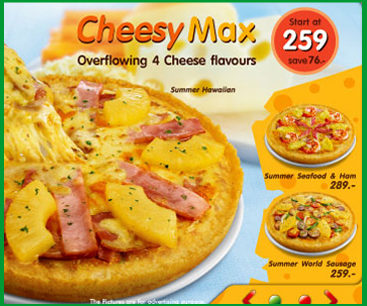 Cheesy Max
Overflowing 4 Cheese flavours
Start at
259
save 76.-
Summer Hawaiian
Summer Seafood & Ham
289.-
Summer World Sausage
259.-
The Pictures are for advertising purpose.